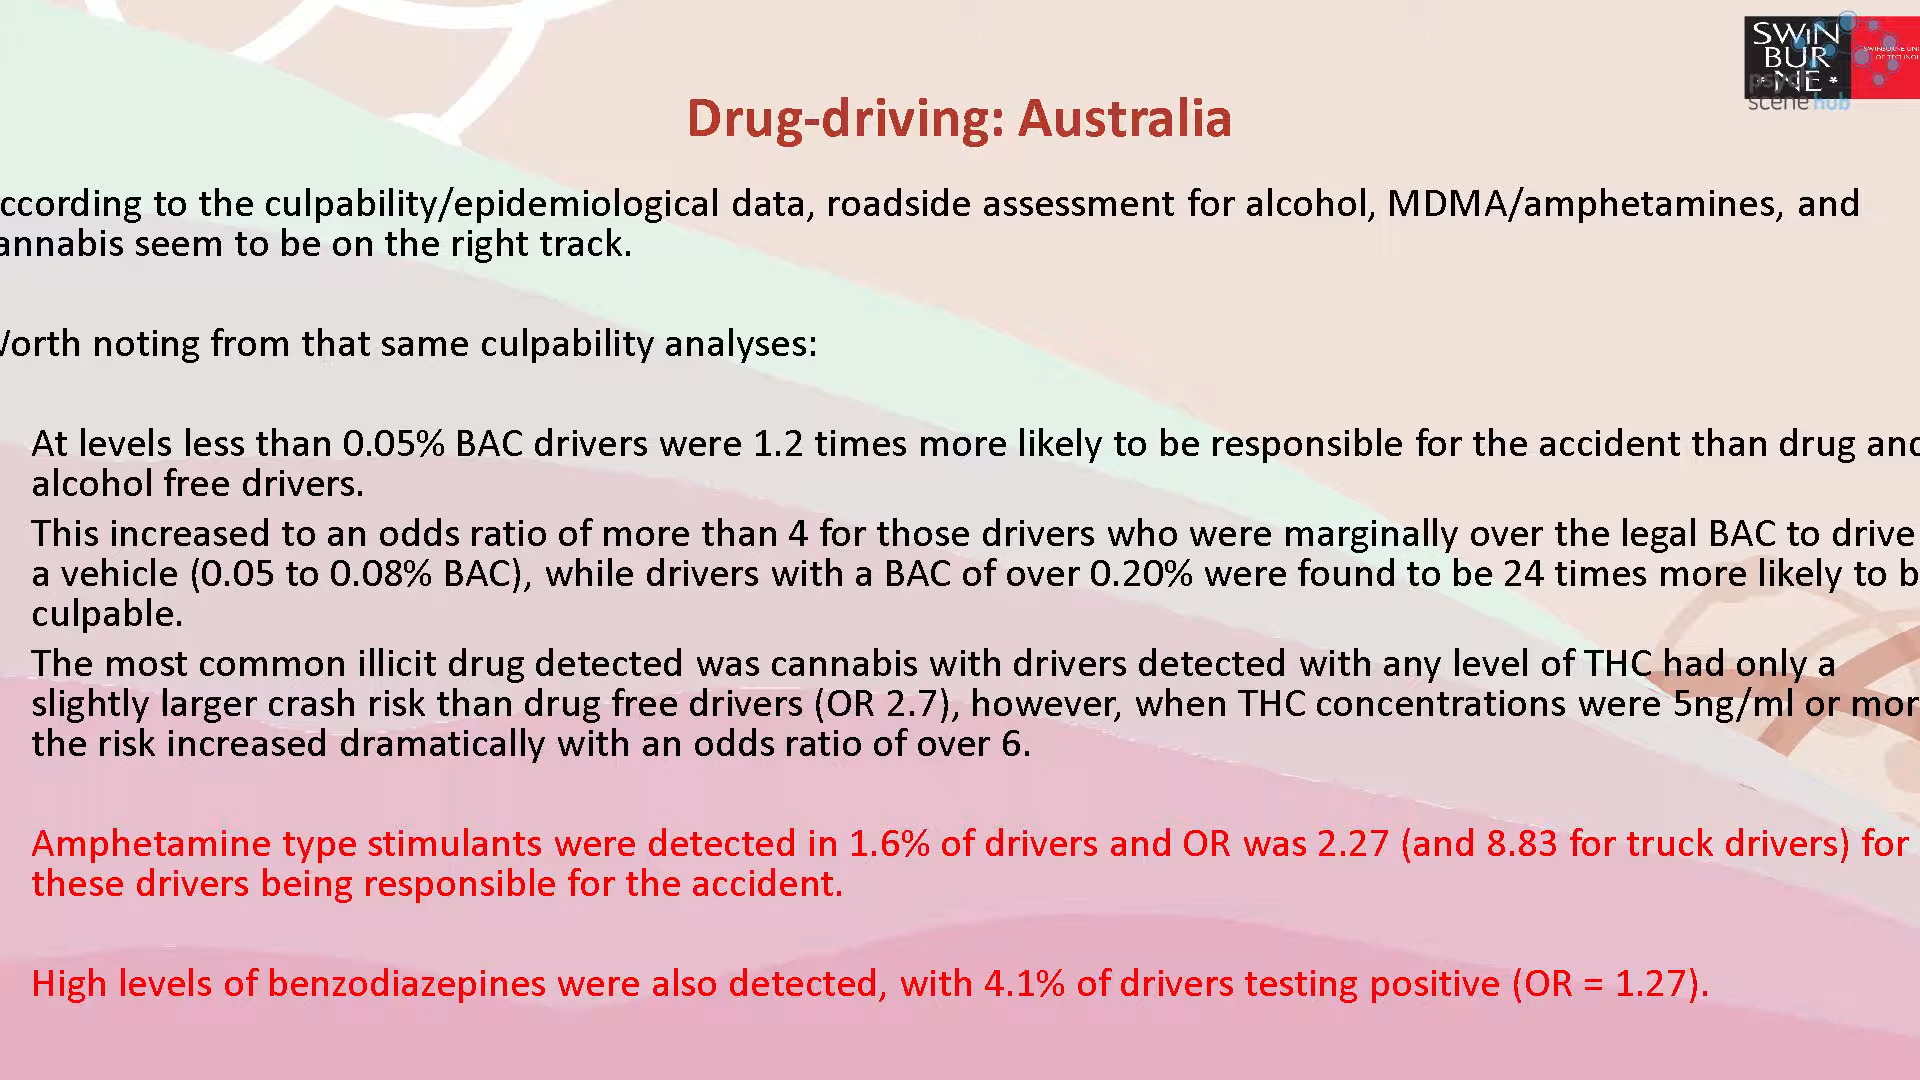 SWIN
BUR
* NE *
psych
scene hub
Drug-driving: Australia
ccording to the culpability/epidemiological data, roadside assessment for alcohol, MDMA/amphetamines, and
annabis seem to be on the right track.
Vorth noting from that same culpability analyses:
At levels less than 0.05% BAC drivers were 1.2 times more likely to be responsible for the accident than drug and
alcohol free drivers.
This increased to an odds ratio of more than 4 for those drivers who were marginally over the legal BAC to drive
a vehicle (0.05 to 0.08% BAC), while drivers with a BAC of over 0.20% were found to be 24 times more likely to b
culpable.
The most common illicit drug detected was cannabis with drivers detected with any level of THC had only a
slightly larger crash risk than drug free drivers (OR 2.7), however, when THC concentrations were 5ng/ml or mor
the risk increased dramatically with an odds ratio of over 6.
Amphetamine type stimulants were detected in 1.6% of drivers and OR was 2.27 (and 8.83 for truck drivers) for
these drivers being responsible for the accident.
High levels of benzodiazepines were also detected, with 4.1% of drivers testing positive (OR = 1.27).